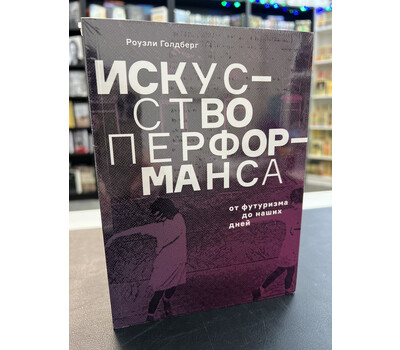 Роузли Голдберг
ИСКУС-
СТВО
ПЕРФОР-
МАНСА
от футуризма
до наших
дней